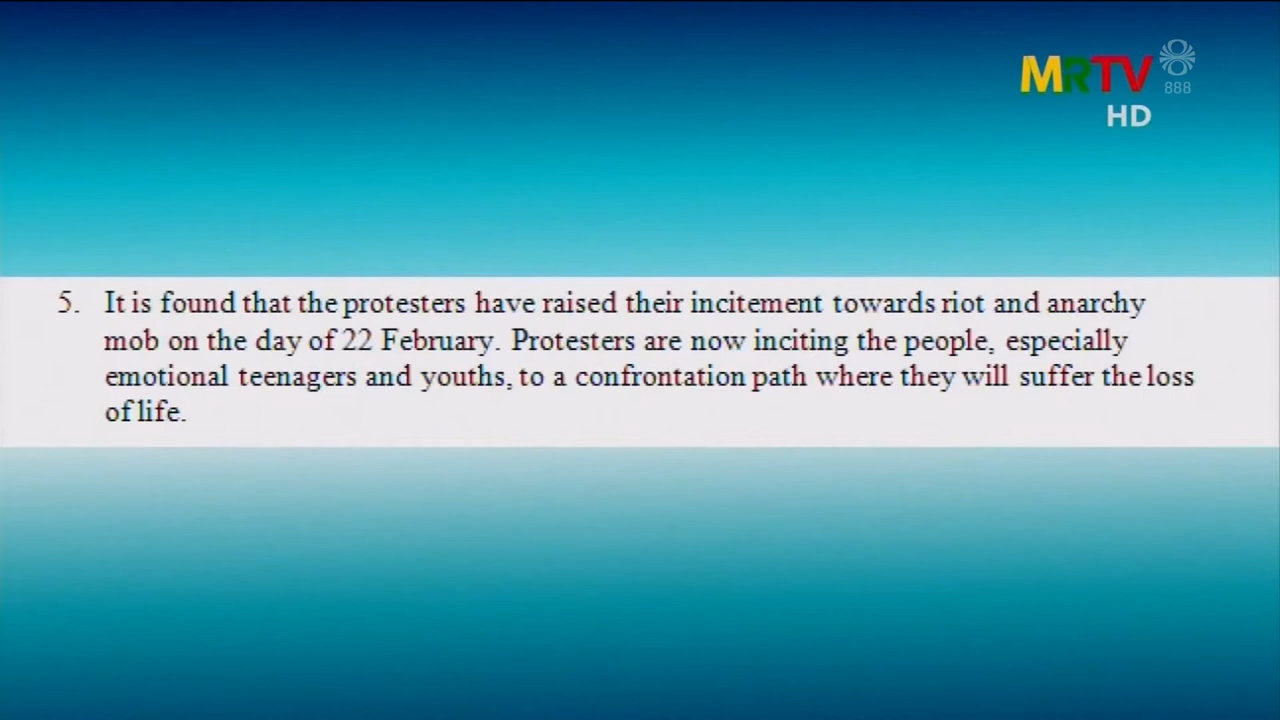 MRTV
888
HD
5. It is found that the protesters have raised their incitement towards riot and anarchy
mob on the day of 22 February. Protesters are now inciting the people, especially
emotional teenagers and youths, to a confrontation path where they will suffer the loss
of life.